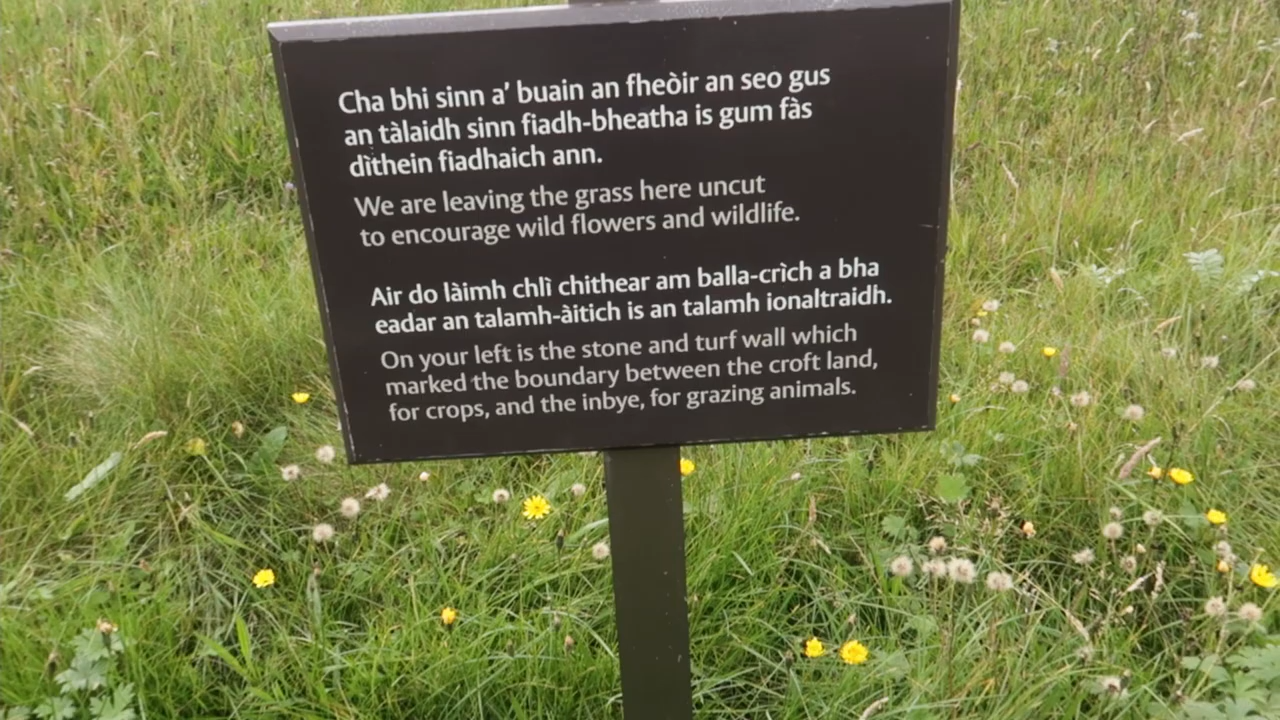 Cha bhi sinn a’ buain an fheòir an seo gus
an tàlaidh sinn fiadh-bheatha is gum fàs
dìthein fiadhaich ann.
We are leaving the grass here uncut
to encourage wild flowers and wildlife.
Air do làimh chlì chithear am balla-crìch a bha
eadar an talamh-àitich is an talamh ionaltraidh.
On your left is the stone and turf wall which
marked the boundary between the croft land,
for crops, and the inbye, for grazing animals.